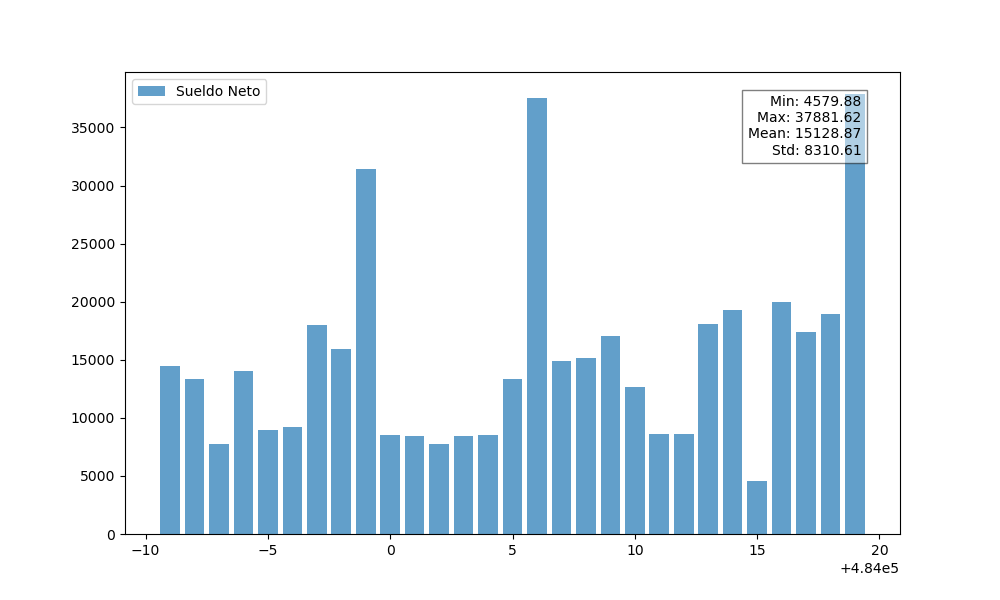 Sueldo Neto
Min: 4579.88
Max: 37881.62
Mean: 15128.87
Std: 8310.61
35000
30000
25000
20000
15000
10000
5000
0
−10 −5 0 5 10 15 20
+4.84e5